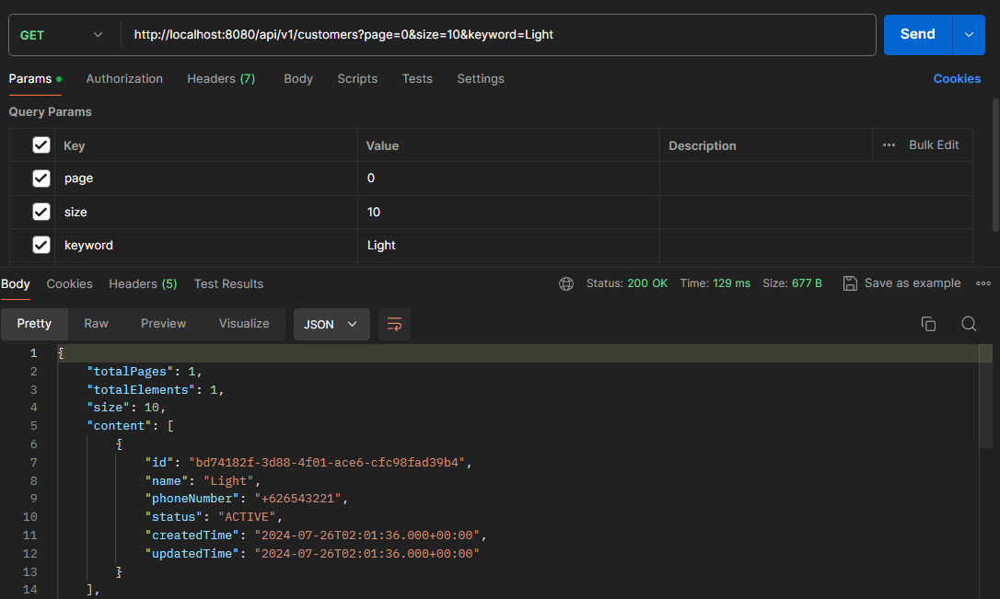 GET http://localhost:8080/api/v1/customers?page=0&size=10&keyword=Light Send
Params Authorization Headers (7) Body Scripts Tests Settings Cookies
Query Params
Key Value Description Bulk Edit
page 0
size 10
keyword Light
Body Cookies Headers (5) Test Results Status: 200 OK Time: 129 ms Size: 677 B Save as example
Pretty Raw Preview Visualize JSON
1 {
2 "totalPages": 1,
3 "totalElements": 1,
4 "size": 10,
5 "content": [
6 {
7 "id": "bd74182f-3d88-4f01-ace6-cfc98fad39b4",
8 "name": "Light",
9 "phoneNumber": "+626543221",
10 "status": "ACTIVE",
11 "createdTime": "2024-07-26T02:01:36.000+00:00",
12 "updatedTime": "2024-07-26T02:01:36.000+00:00"
13 }
14 ],